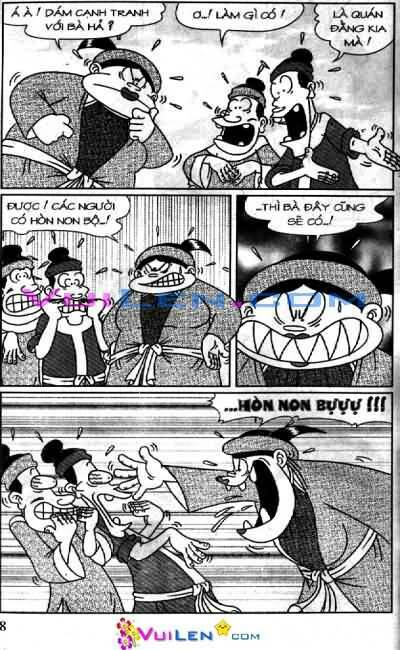 Á À! DÁM CẠNH TRANH
VỚI BÀ HẢ?
Ơ..! LÀM GÌ CÓ!
LÀ QUÁN
ĐẰNG KIA
MÀ!
ĐƯỢC! CÁC NGƯƠI
CÓ HÒN NON BỘ..!
...THÌ BÀ ĐÂY CŨNG
SẼ CÓ..!
VuiLen.com
...HÒN NON BỰỰỰ!!!
8
VuiLen.com